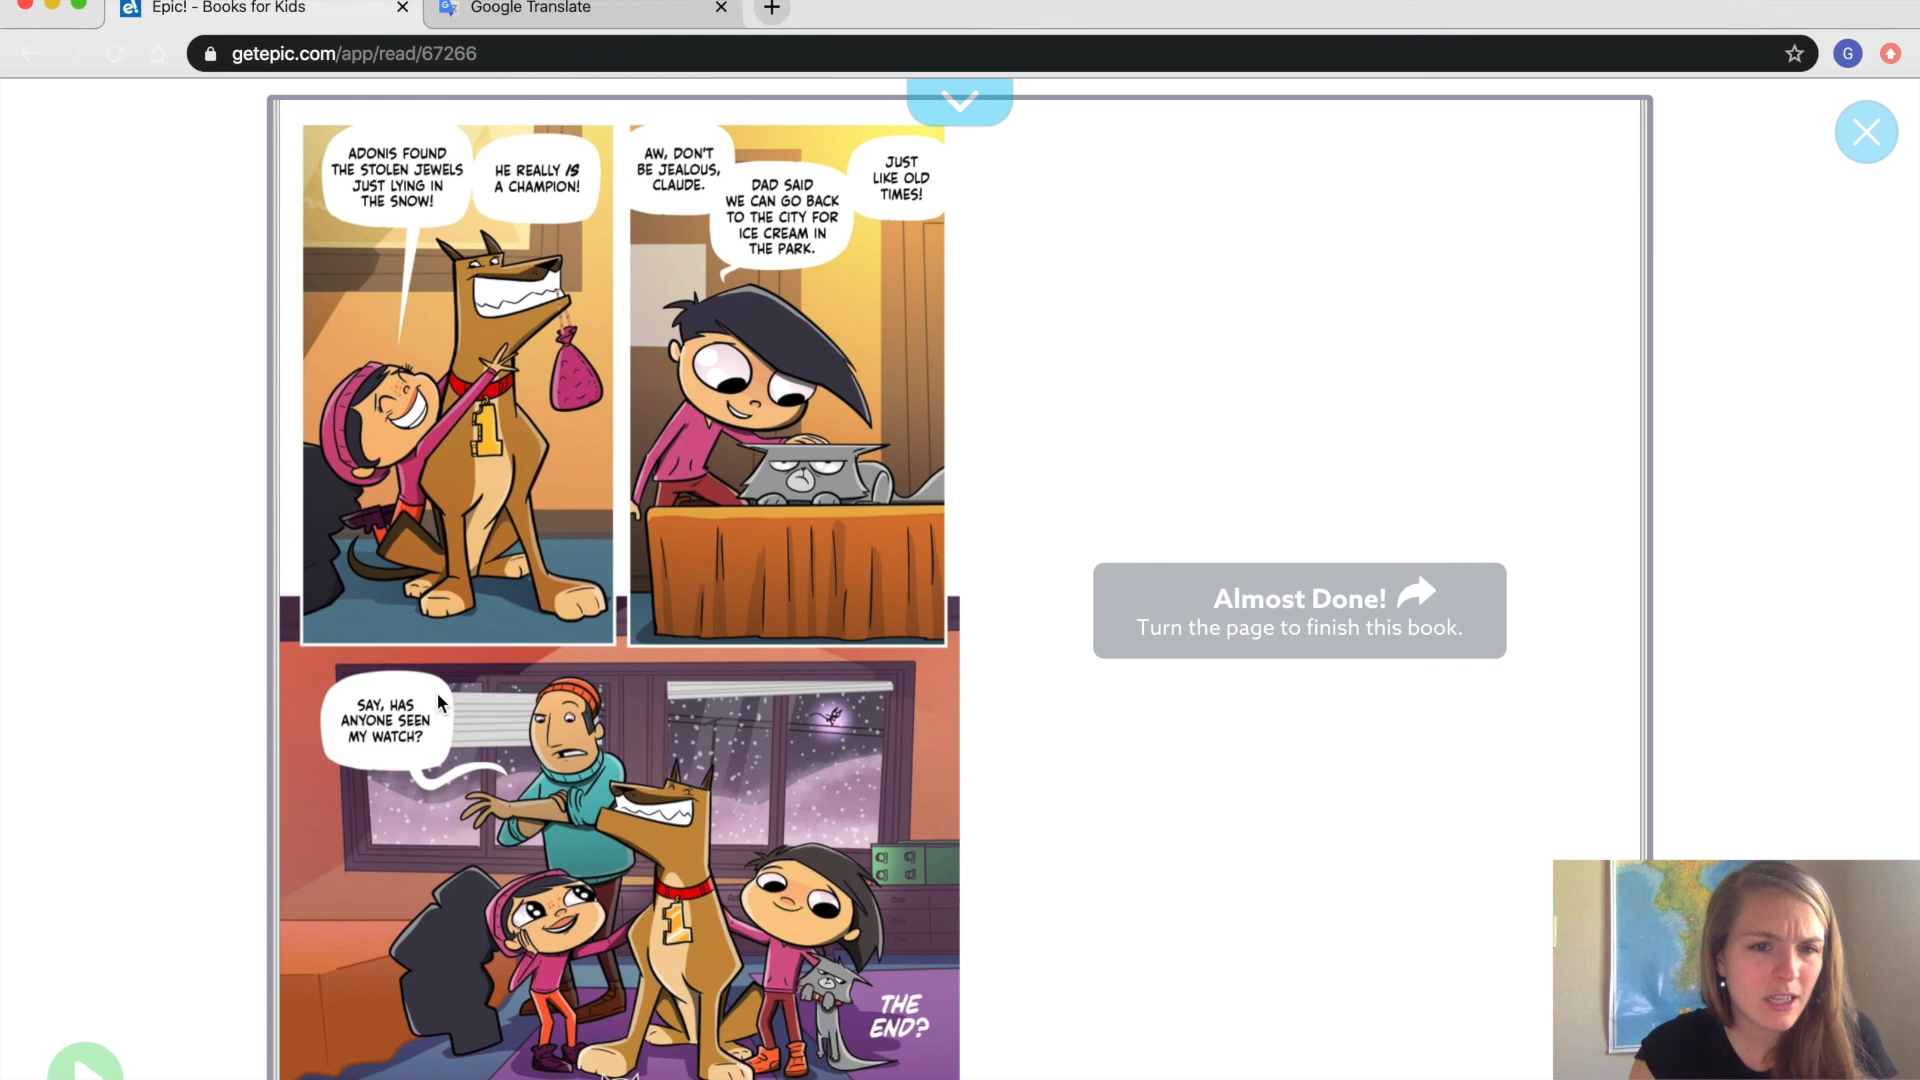 Epic! - Books for Kids
Google Translate
getepic.com/app/read/67266
G
ADONIS FOUND
THE STOLEN JEWELS
JUST LYING IN
THE SNOW!
HE REALLY IS
A CHAMPION!
AW, DON'T
BE JEALOUS,
CLAUDE.
DAD SAID
WE CAN GO BACK
TO THE CITY FOR
ICE CREAM IN
THE PARK.
JUST
LIKE OLD
TIMES!
1
Almost Done!
Turn the page to finish this book.
SAY, HAS
ANYONE SEEN
MY WATCH?
1
THE
END?